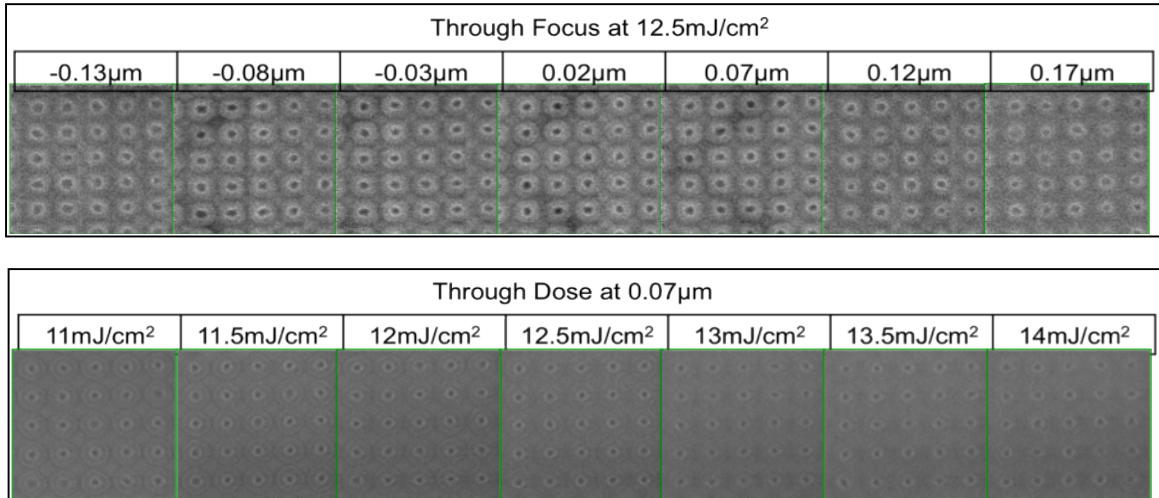 Through Focus at 12.5mJ/cm²
-0.13µm -0.08µm -0.03µm 0.02µm 0.07µm 0.12µm 0.17µm
Through Dose at 0.07µm
11mJ/cm² 11.5mJ/cm² 12mJ/cm² 12.5mJ/cm² 13mJ/cm² 13.5mJ/cm² 14mJ/cm²